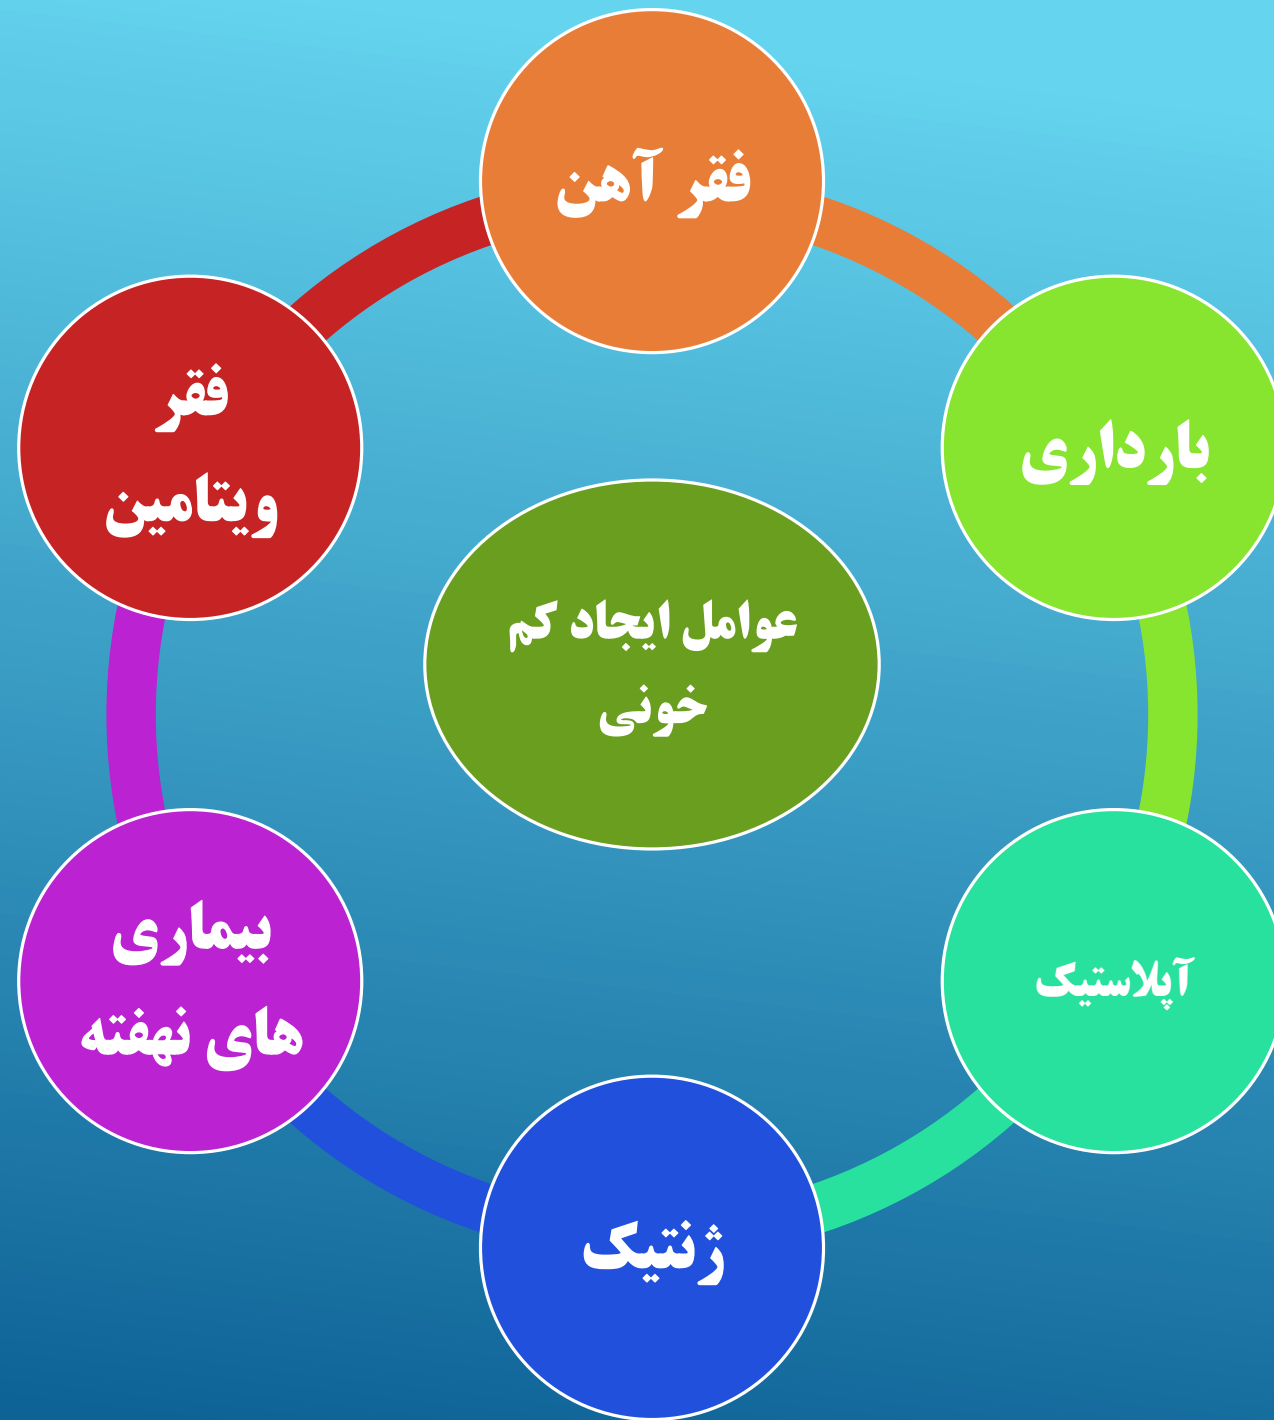 فقر آهن
بارداری
آپلاستیک
ژنتیک
بیماری
های نهفته
فقر
ویتامین
عوامل ایجاد کم
خونی